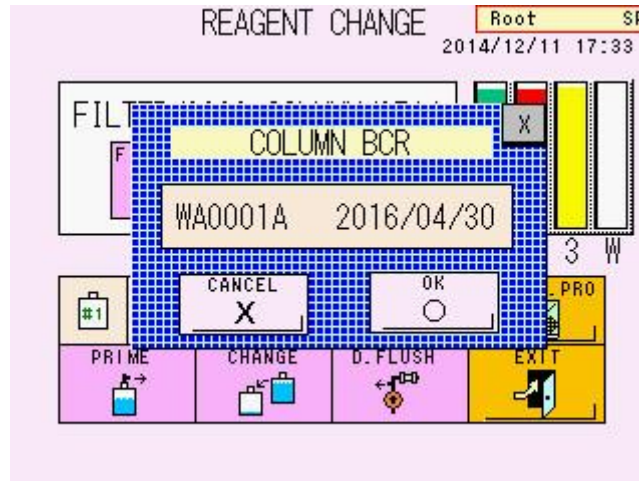 REAGENT CHANGE
Root
2014/12/11 17:33
COLUMN BCR
X
WA0001A 2016/04/30
CANCEL
X
OK
3 W
#1
PRO
PRIME
CHANGE
D.FLUSH
EXIT